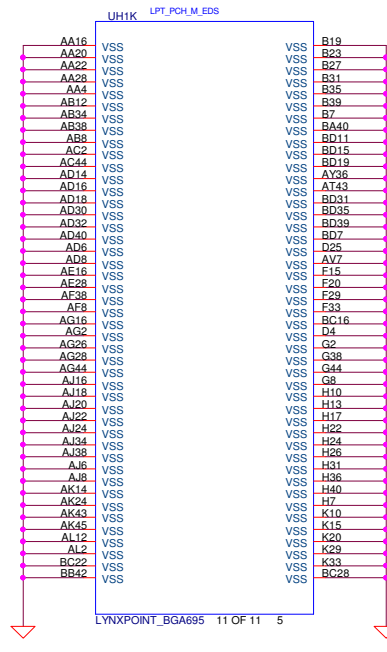 UH1K LPT_PCH_M_EDS
AA16 VSS VSS B19
AA20 VSS VSS B23
AA22 VSS VSS B27
AA28 VSS VSS B31
AA4 VSS VSS B35
AB12 VSS VSS B39
AB34 VSS VSS B7
AB38 VSS VSS BA40
AB8 VSS VSS BD11
AC2 VSS VSS BD15
AC44 VSS VSS BD19
AD14 VSS VSS AY36
AD16 VSS VSS AT43
AD18 VSS VSS BD31
AD30 VSS VSS BD35
AD32 VSS VSS BD39
AD40 VSS VSS BD7
AD6 VSS VSS D25
AD8 VSS VSS AV7
AE16 VSS VSS F15
AE28 VSS VSS F20
AF38 VSS VSS F29
AF8 VSS VSS F33
AG16 VSS VSS BC16
AG2 VSS VSS D4
AG26 VSS VSS G2
AG28 VSS VSS G38
AG44 VSS VSS G44
AJ16 VSS VSS G8
AJ18 VSS VSS H10
AJ20 VSS VSS H13
AJ22 VSS VSS H17
AJ24 VSS VSS H22
AJ34 VSS VSS H24
AJ38 VSS VSS H26
AJ6 VSS VSS H31
AJ8 VSS VSS H36
AK14 VSS VSS H40
AK24 VSS VSS H7
AK43 VSS VSS K10
AK45 VSS VSS K15
AL12 VSS VSS K20
AL2 VSS VSS K29
BC22 VSS VSS K33
BB42 VSS VSS BC28
LYNXPOINT_BGA695 11 OF 11 5